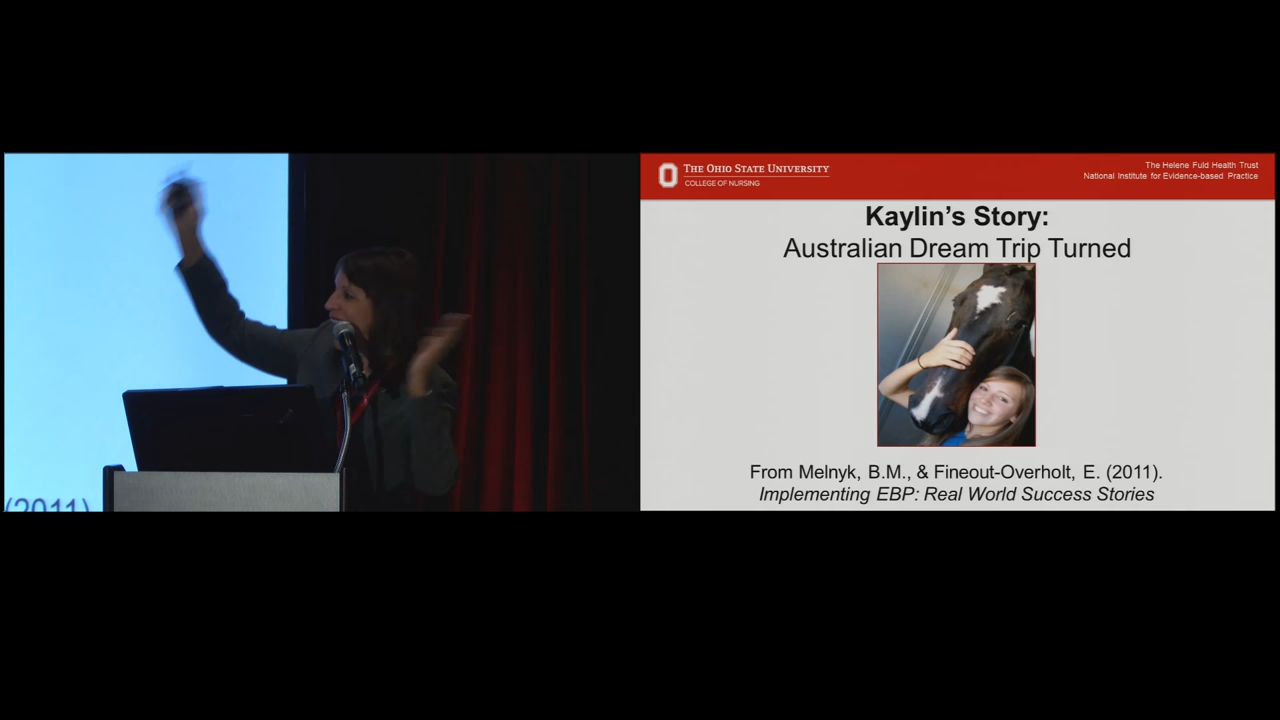 (2011)
THE OHIO STATE UNIVERSITY
COLLEGE OF NURSING
The Helene Fuld Health Trust
National Institute for Evidence-based Practice
Kaylin's Story:
Australian Dream Trip Turned
From Melnyk, B.M., & Fineout-Overholt, E. (2011).
Implementing EBP: Real World Success Stories